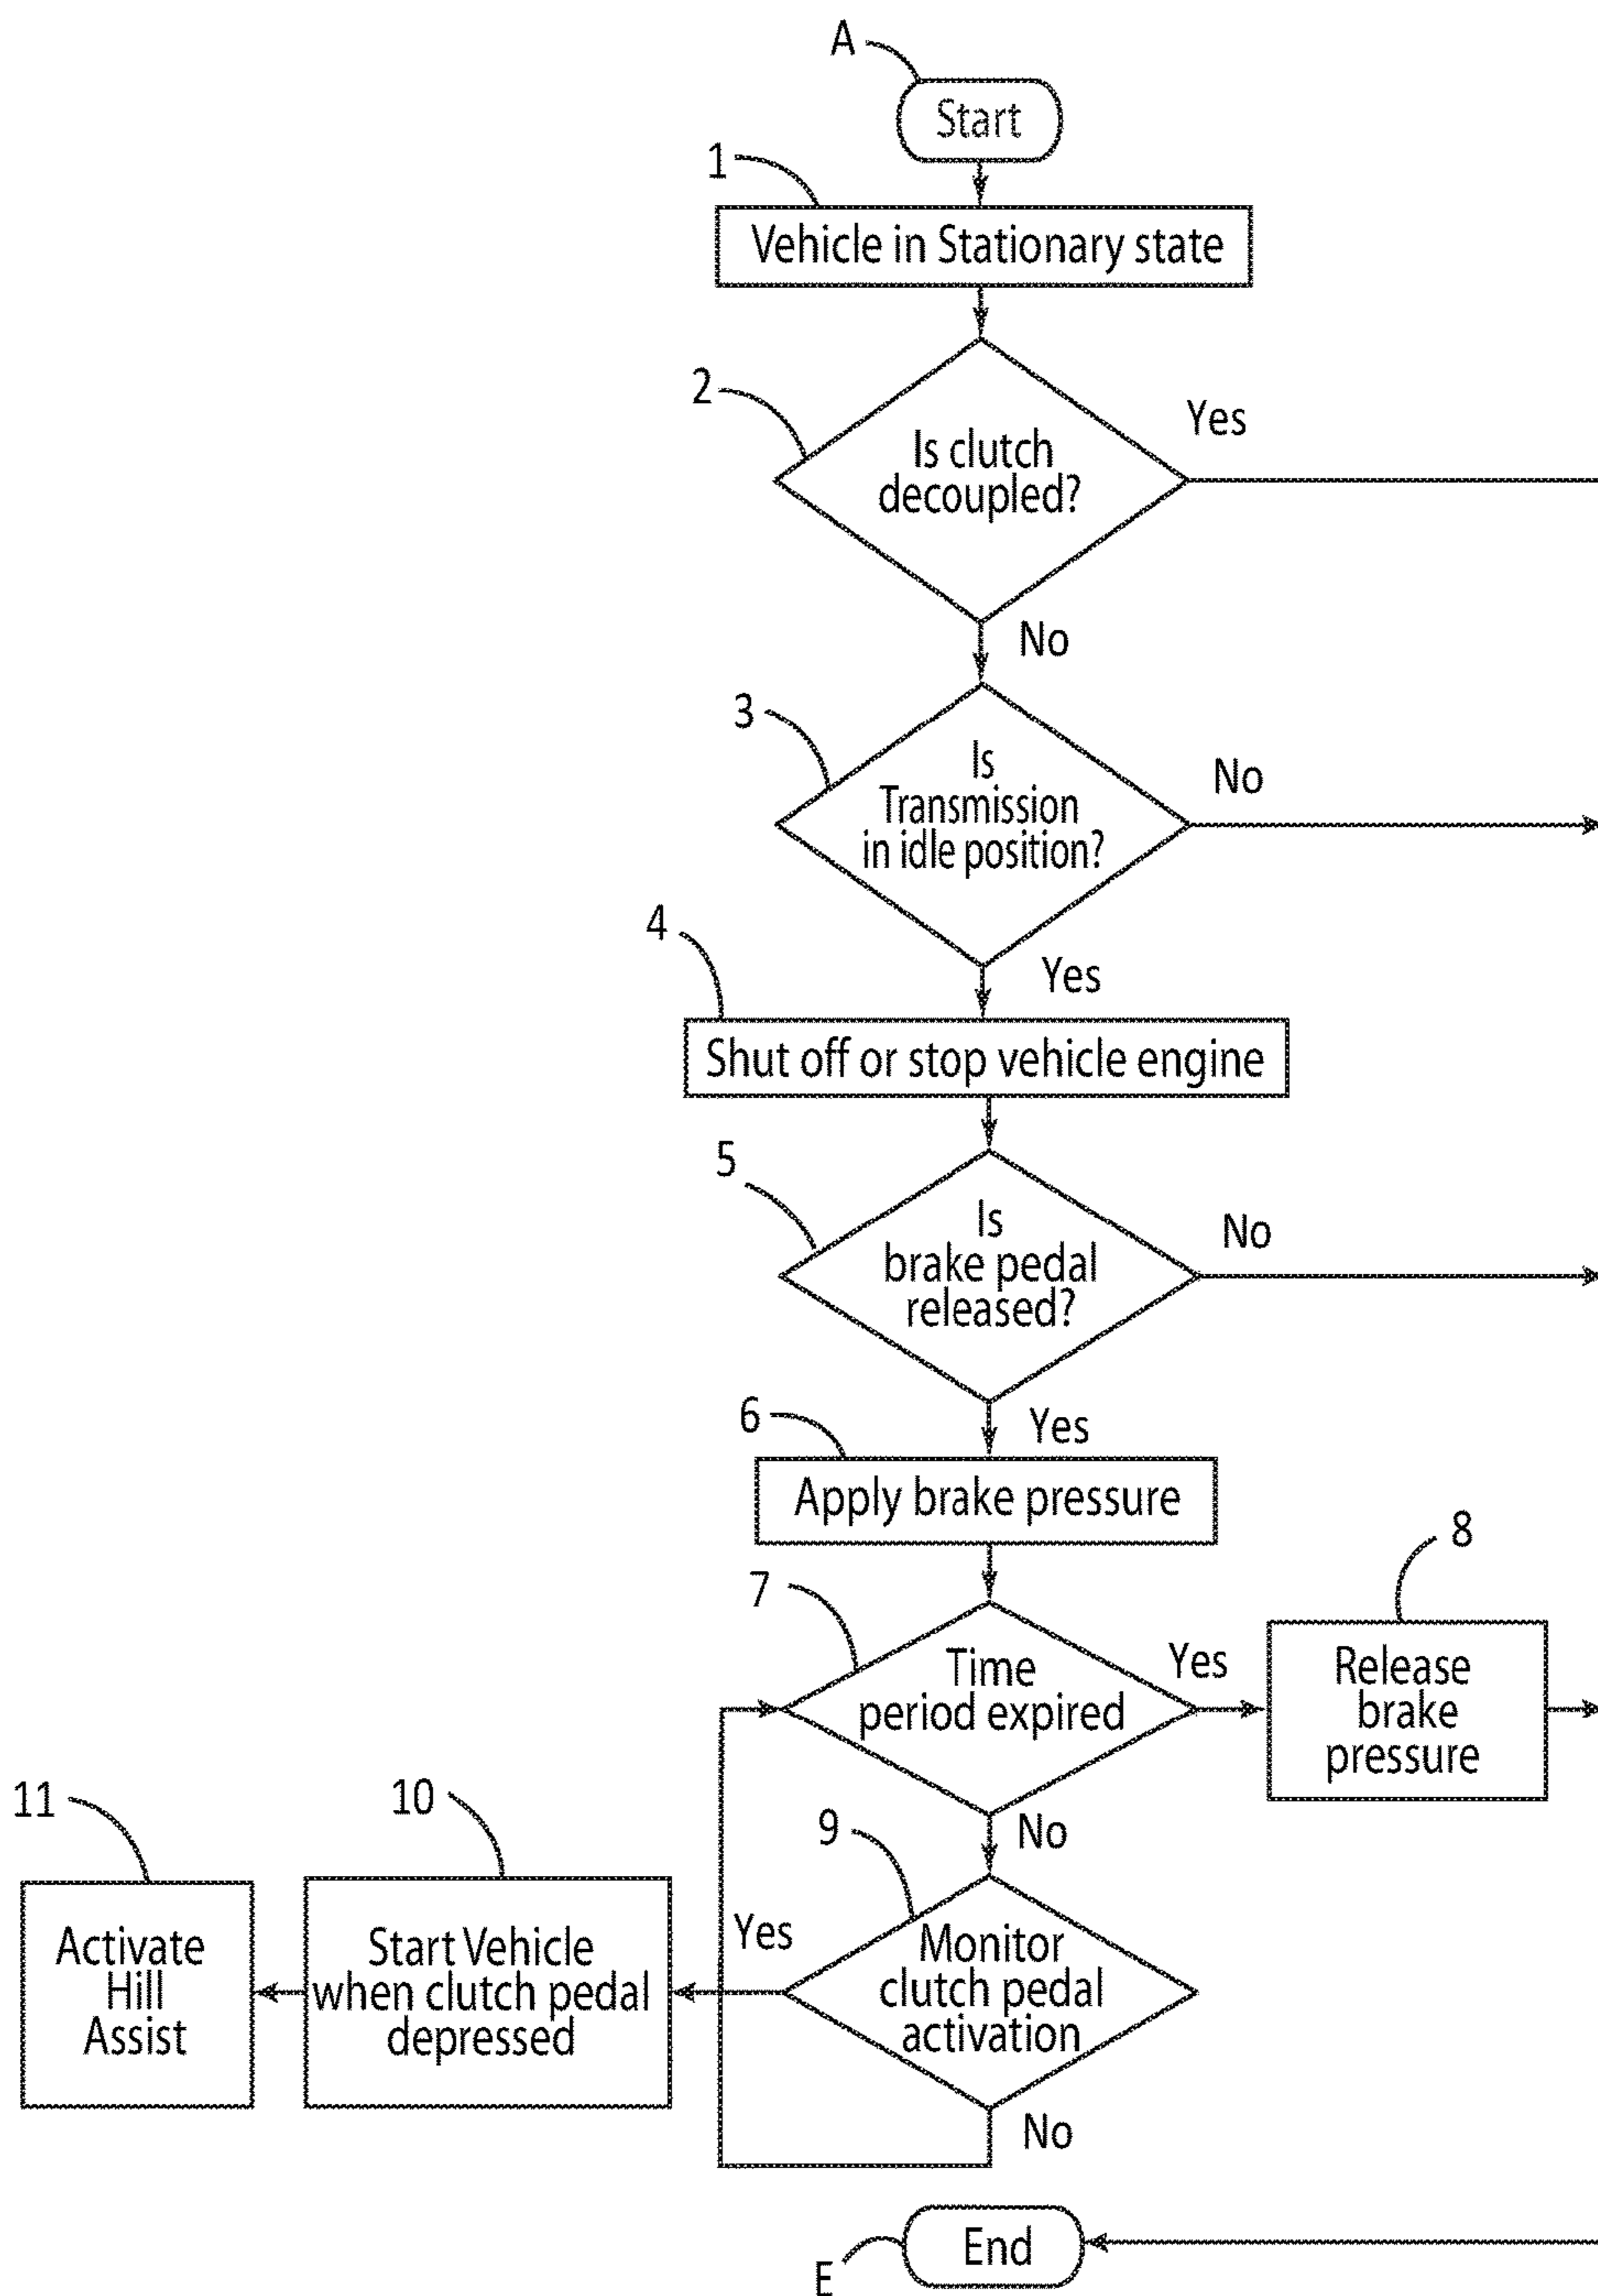 A
Start
1
Vehicle in Stationary state
2
Is clutch
decoupled?
Yes
No
3
Is
Transmission
in idle position?
No
Yes
4
Shut off or stop vehicle engine
5
Is
brake pedal
released?
No
Yes
6
Apply brake pressure
7
Time
period expired
Yes
8
Release
brake
pressure
No
9
Monitor
clutch pedal
activation
Yes
10
Start Vehicle
when clutch pedal
depressed
11
Activate
Hill
Assist
No
E
End